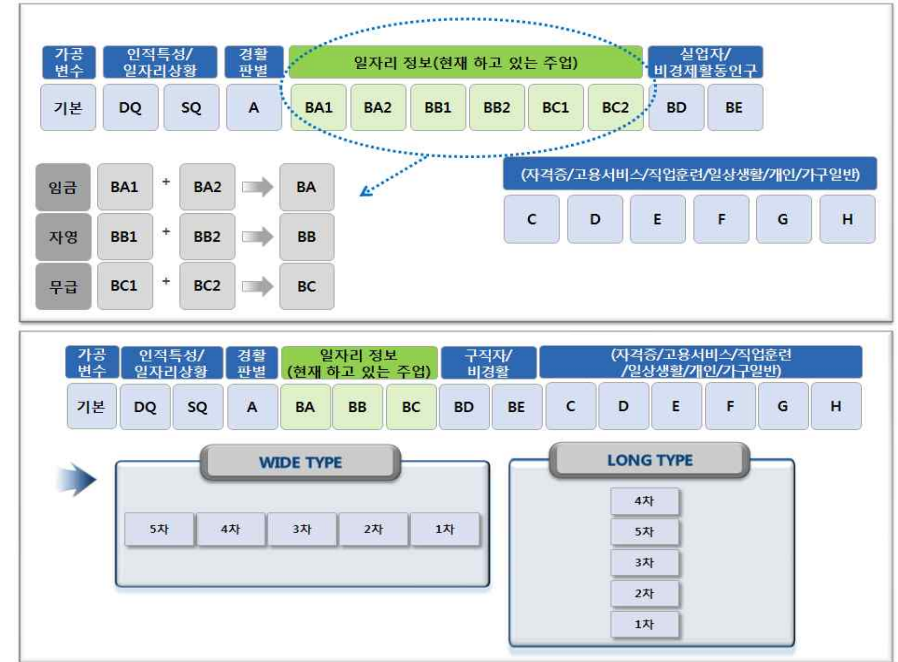 가공
변수
인적특성/
일자리상황
경활
판별
일자리 정보(현재 하고 있는 주업)
실업자/
비경제활동인구
기본 DQ SQ A BA1 BA2 BB1 BB2 BC1 BC2 BD BE
임금 BA1 + BA2 BA
자영 BB1 + BB2 BB
무급 BC1 + BC2 BC
(자격증/고용서비스/직업훈련/일상생활/개인/가구일반)
C D E F G H
가공
변수
인적특성/
일자리상황
경활
판별
일자리 정보
(현재 하고 있는 주업)
구직자/
비경활
(자격증/고용서비스/직업훈련
/일상생활/개인/가구일반)
기본 DQ SQ A BA BB BC BD BE C D E F G H
WIDE TYPE
5차 4차 3차 2차 1차
LONG TYPE
4차
5차
3차
2차
1차